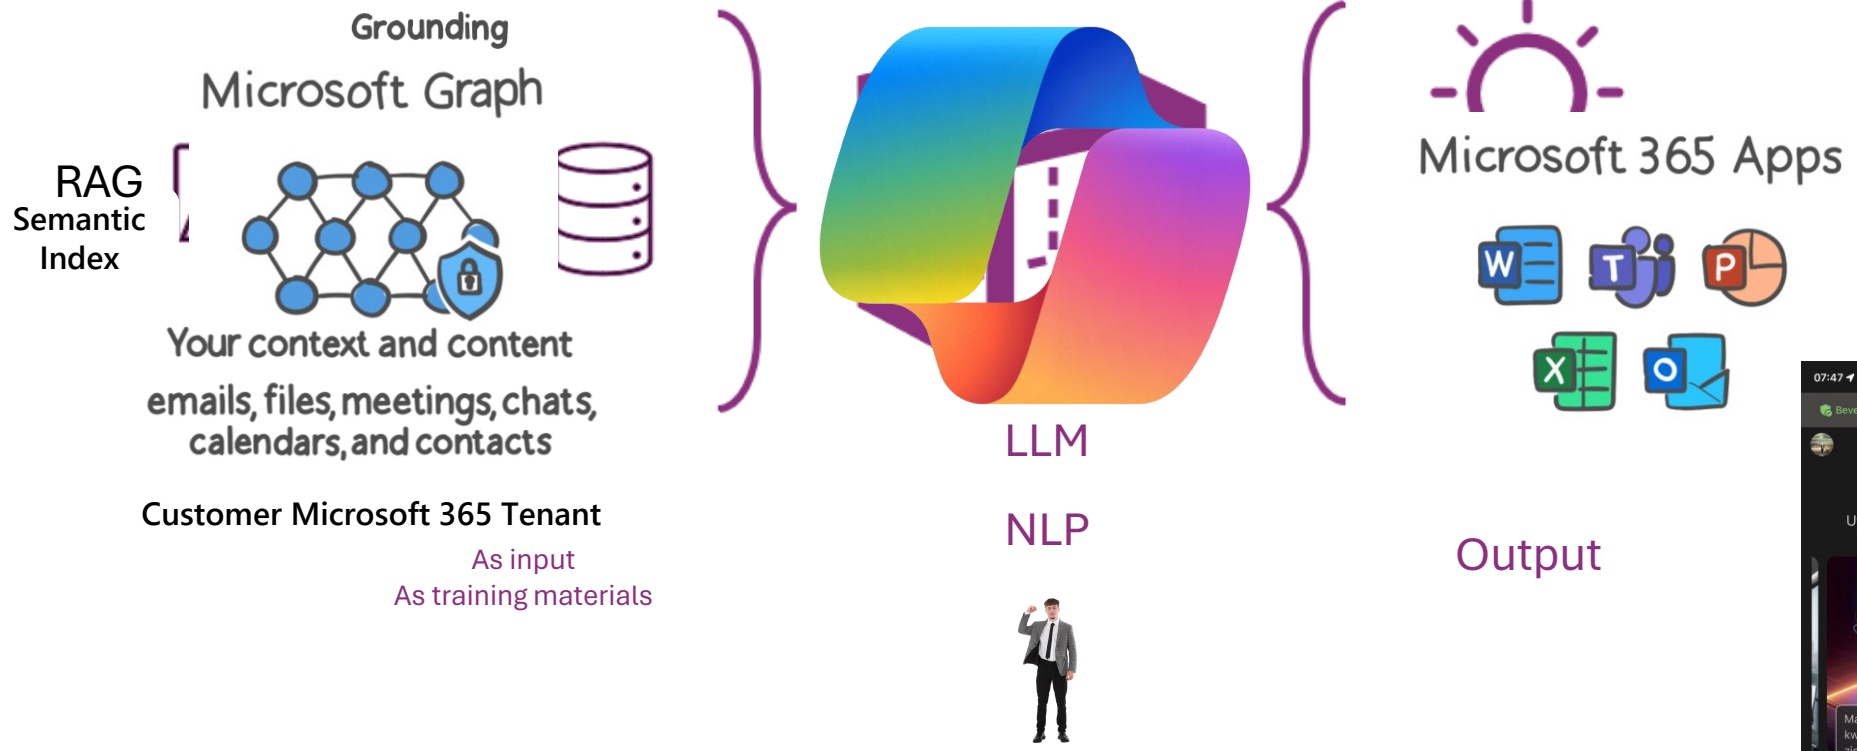 Grounding
Microsoft Graph
RAG
Semantic
Index
Your context and content
emails, files, meetings, chats,
calendars, and contacts
Customer Microsoft 365 Tenant
As input
As training materials
LLM
NLP
Microsoft 365 Apps
W
T
P
X
O
Output
07:47